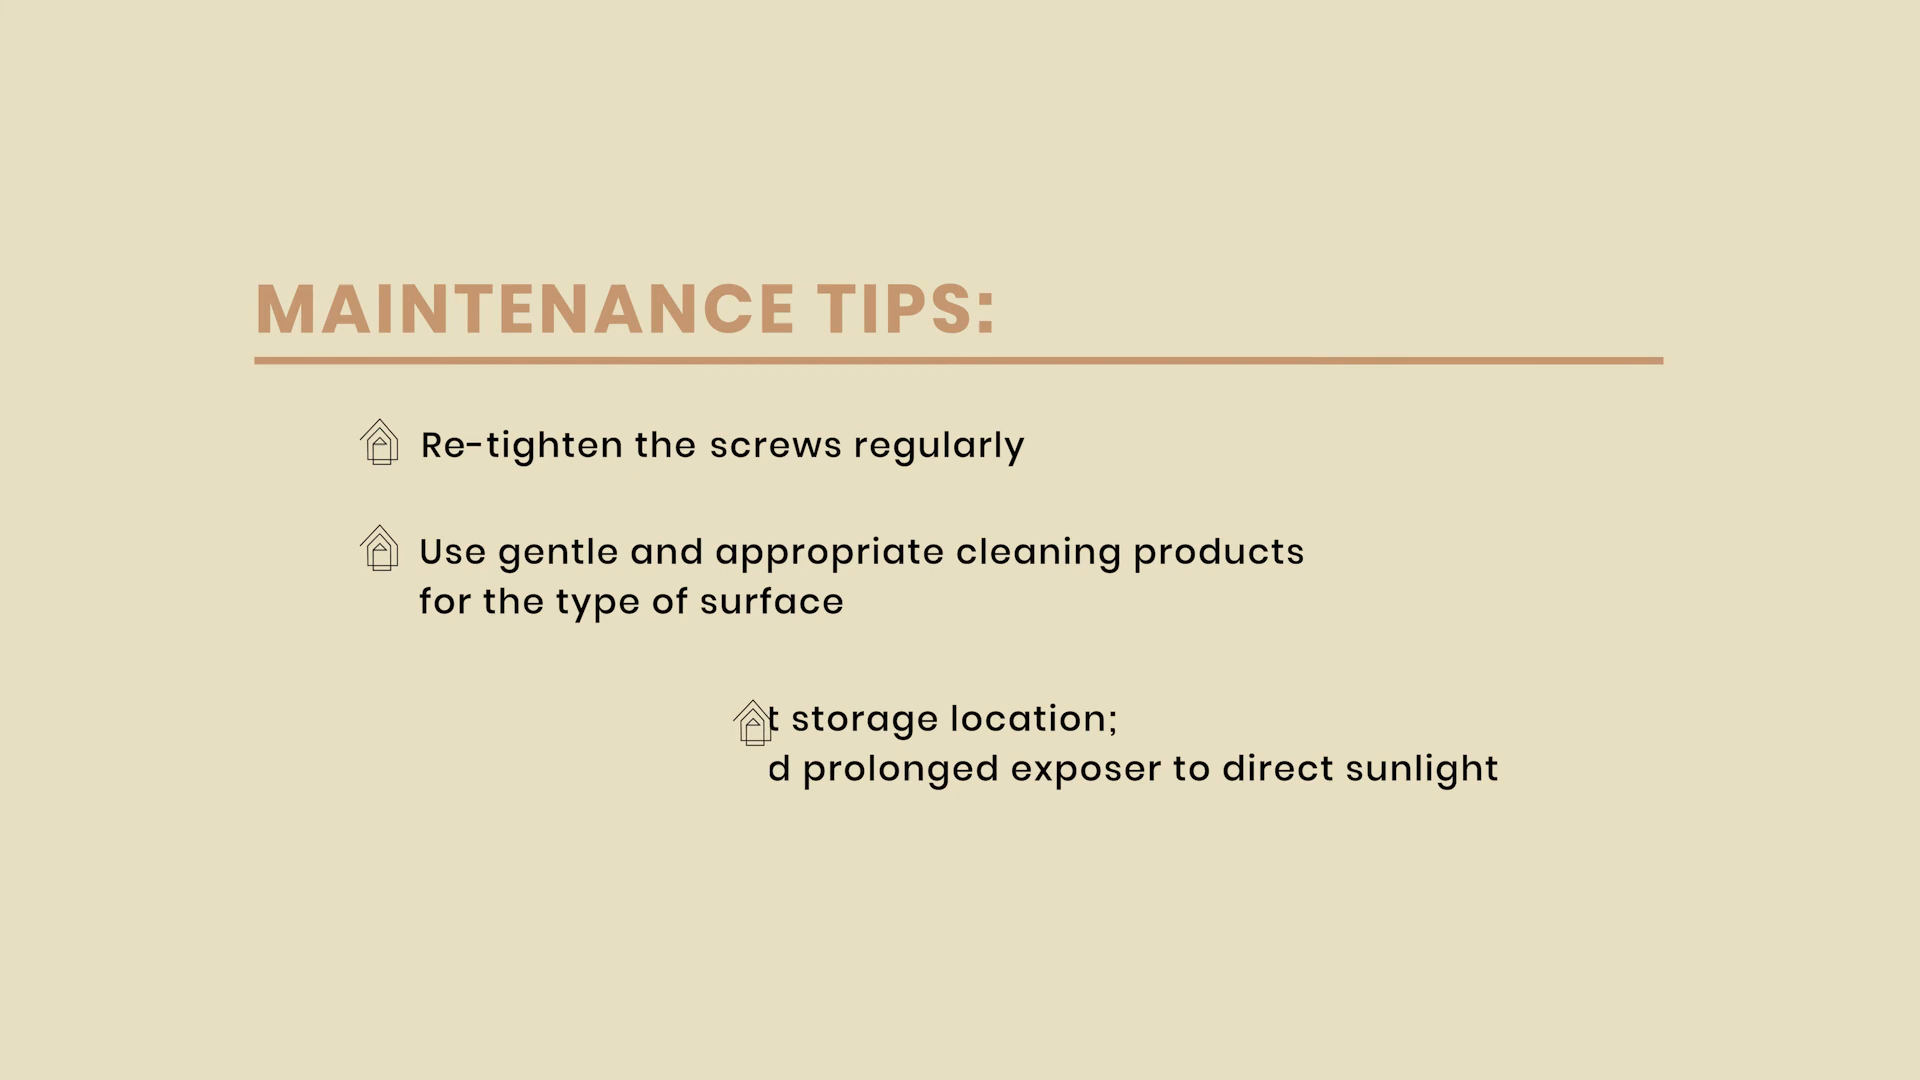 MAINTENANCE TIPS:
Re-tighten the screws regularly
Use gentle and appropriate cleaning products
for the type of surface
storage location;
prolonged exposer to direct sunlight